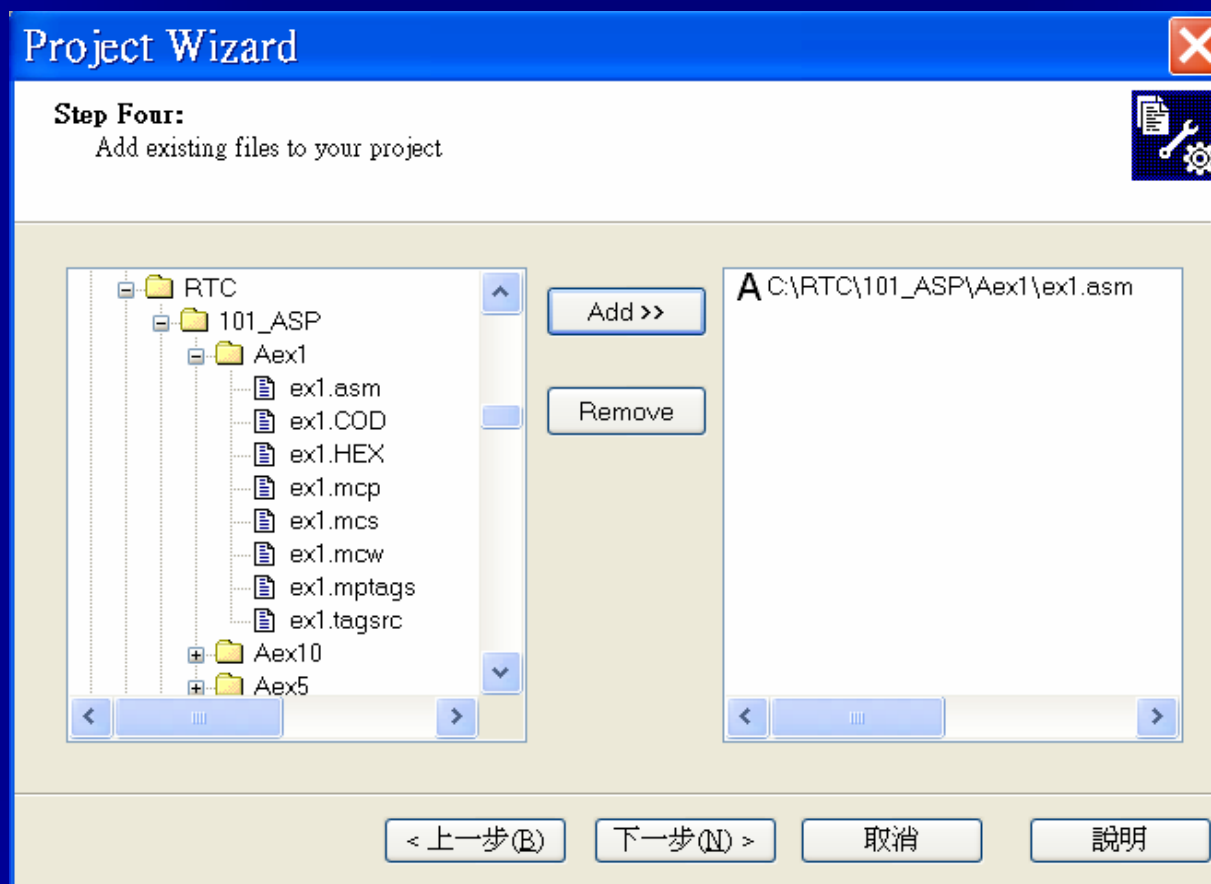 Project Wizard
Step Four:
Add existing files to your project
RTC
101_ASP
Aex1
ex1.asm
ex1.COD
ex1.HEX
ex1.mcp
ex1.mcs
ex1.mcw
ex1.mptags
ex1.tagsrc
Aex10
Aex5
Add >>
Remove
A C:\RTC\101_ASP\Aex1\ex1.asm
< 上一步(B)
下一步(N) >
取消
說明